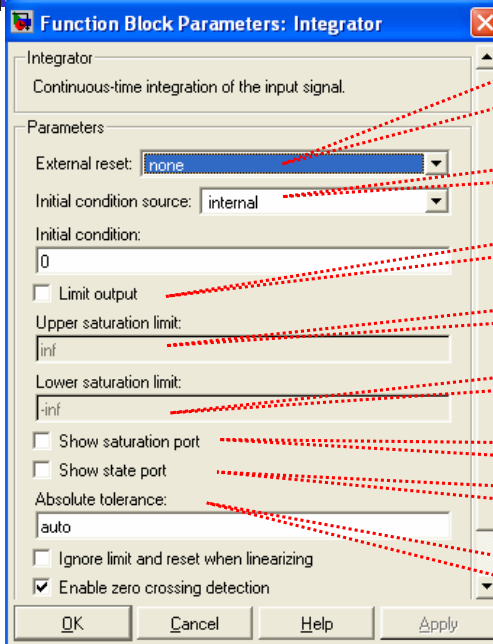 Function Block Parameters: Integrator
Integrator
Continuous-time integration of the input signal.
Parameters
External reset: none
Initial condition source: internal
Initial condition:
0
Limit output
Upper saturation limit:
inf
Lower saturation limit:
-inf
Show saturation port
Show state port
Absolute tolerance:
auto
Ignore limit and reset when linearizing
Enable zero crossing detection
OK Cancel Help Apply